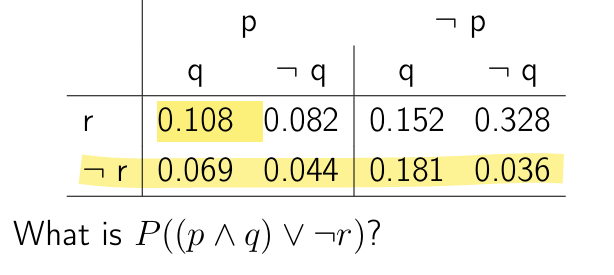 p ¬ p
q ¬ q q ¬ q
r 0.108 0.082 0.152 0.328
¬ r 0.069 0.044 0.181 0.036
What is P((p ∧ q) ∨ ¬r)?